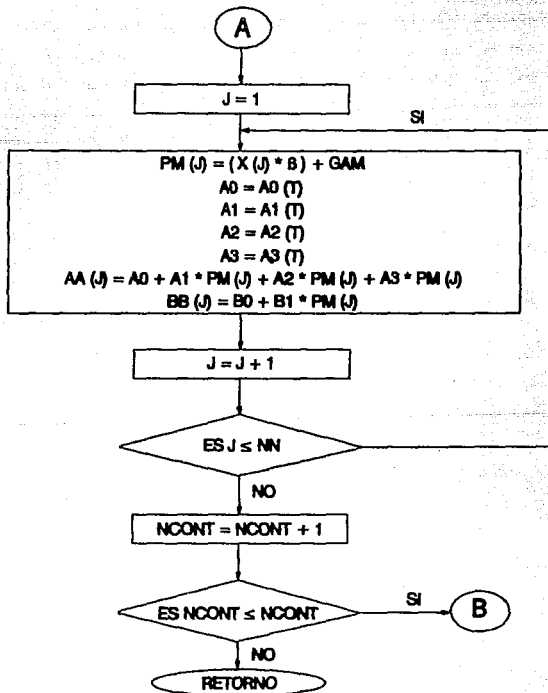 A
J = 1
SI
PM (J) = ( X (J) * B ) + GAM
A0 = A0 (T)
A1 = A1 (T)
A2 = A2 (T)
A3 = A3 (T)
AA (J) = A0 + A1 * PM (J) + A2 * PM (J) + A3 * PM (J)
BB (J) = B0 + B1 * PM (J)
J = J + 1
ES J ≤ NN
NO
NCONT = NCONT + 1
ES NCONT ≤ NCONT
SI
B
NO
RETORNO